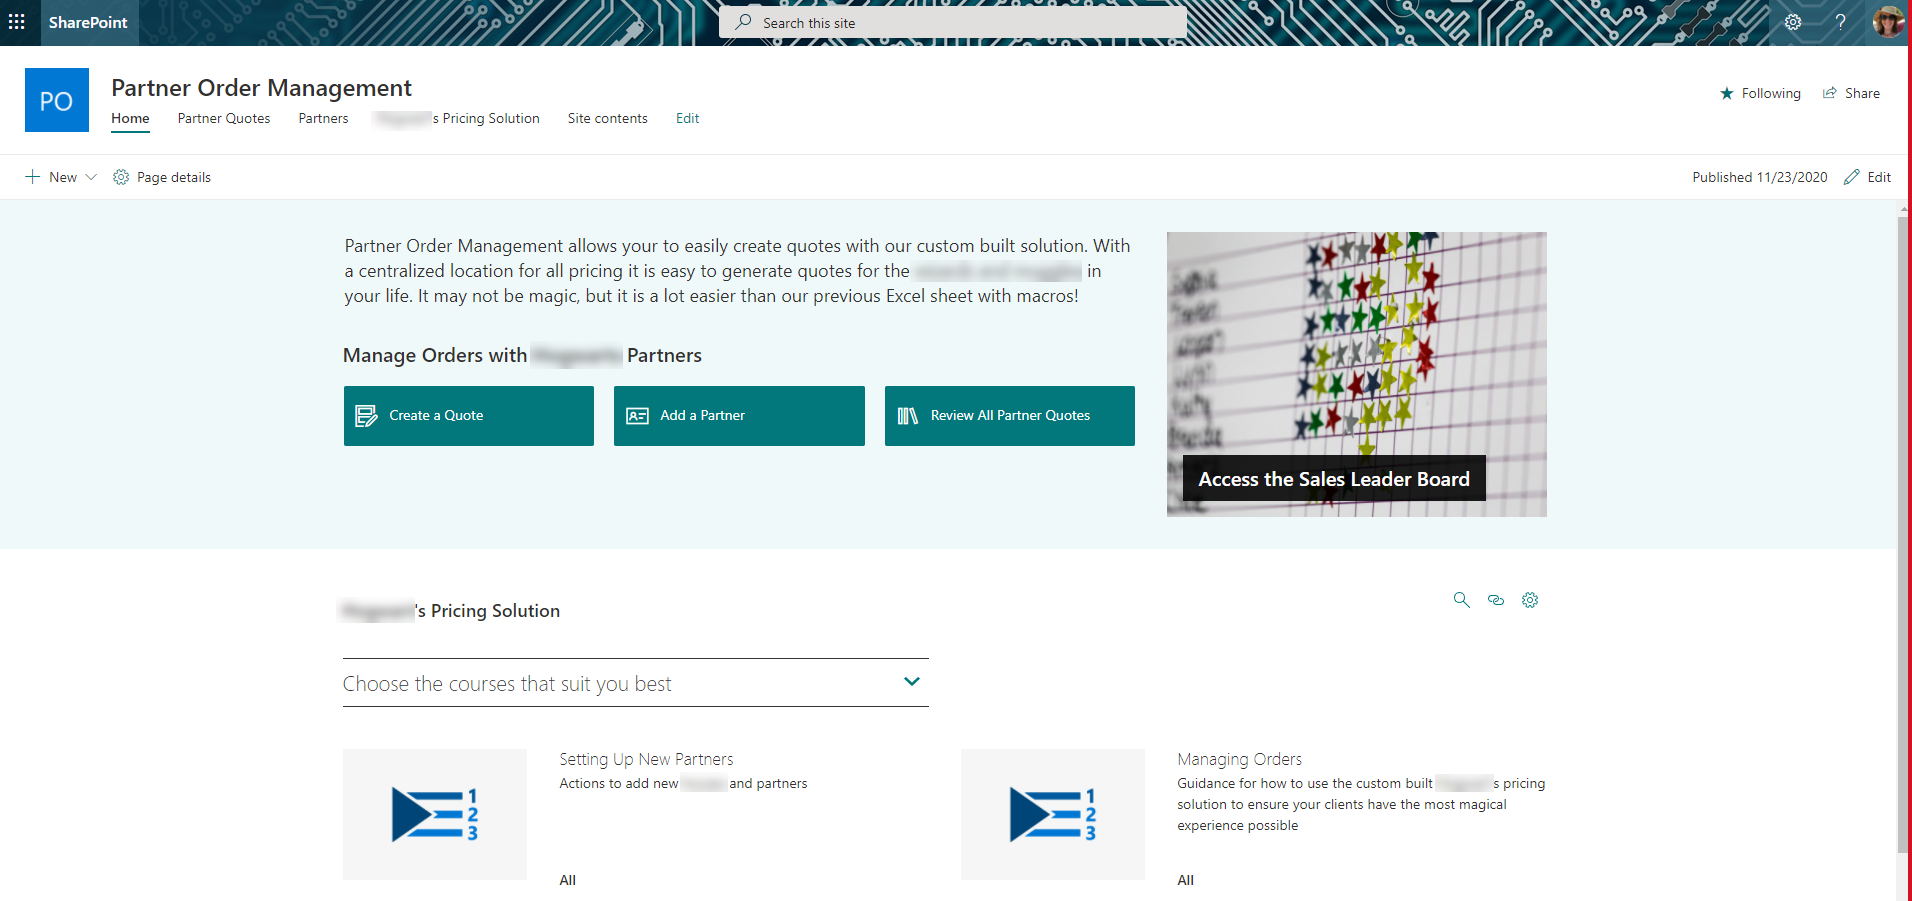 SharePoint
Search this site
PO
Partner Order Management
Home Partner Quotes Partners s Pricing Solution Site contents Edit
Following Share
New Page details
Published 11/23/2020 Edit
Partner Order Management allows your to easily create quotes with our custom built solution. With
a centralized location for all pricing it is easy to generate quotes for the in
your life. It may not be magic, but it is a lot easier than our previous Excel sheet with macros!
Manage Orders with Partners
Create a Quote
Add a Partner
Review All Partner Quotes
Access the Sales Leader Board
's Pricing Solution
Choose the courses that suit you best
1
2
3
Setting Up New Partners
Actions to add new and partners
All
1
2
3
Managing Orders
Guidance for how to use the custom built s pricing
solution to ensure your clients have the most magical
experience possible
All